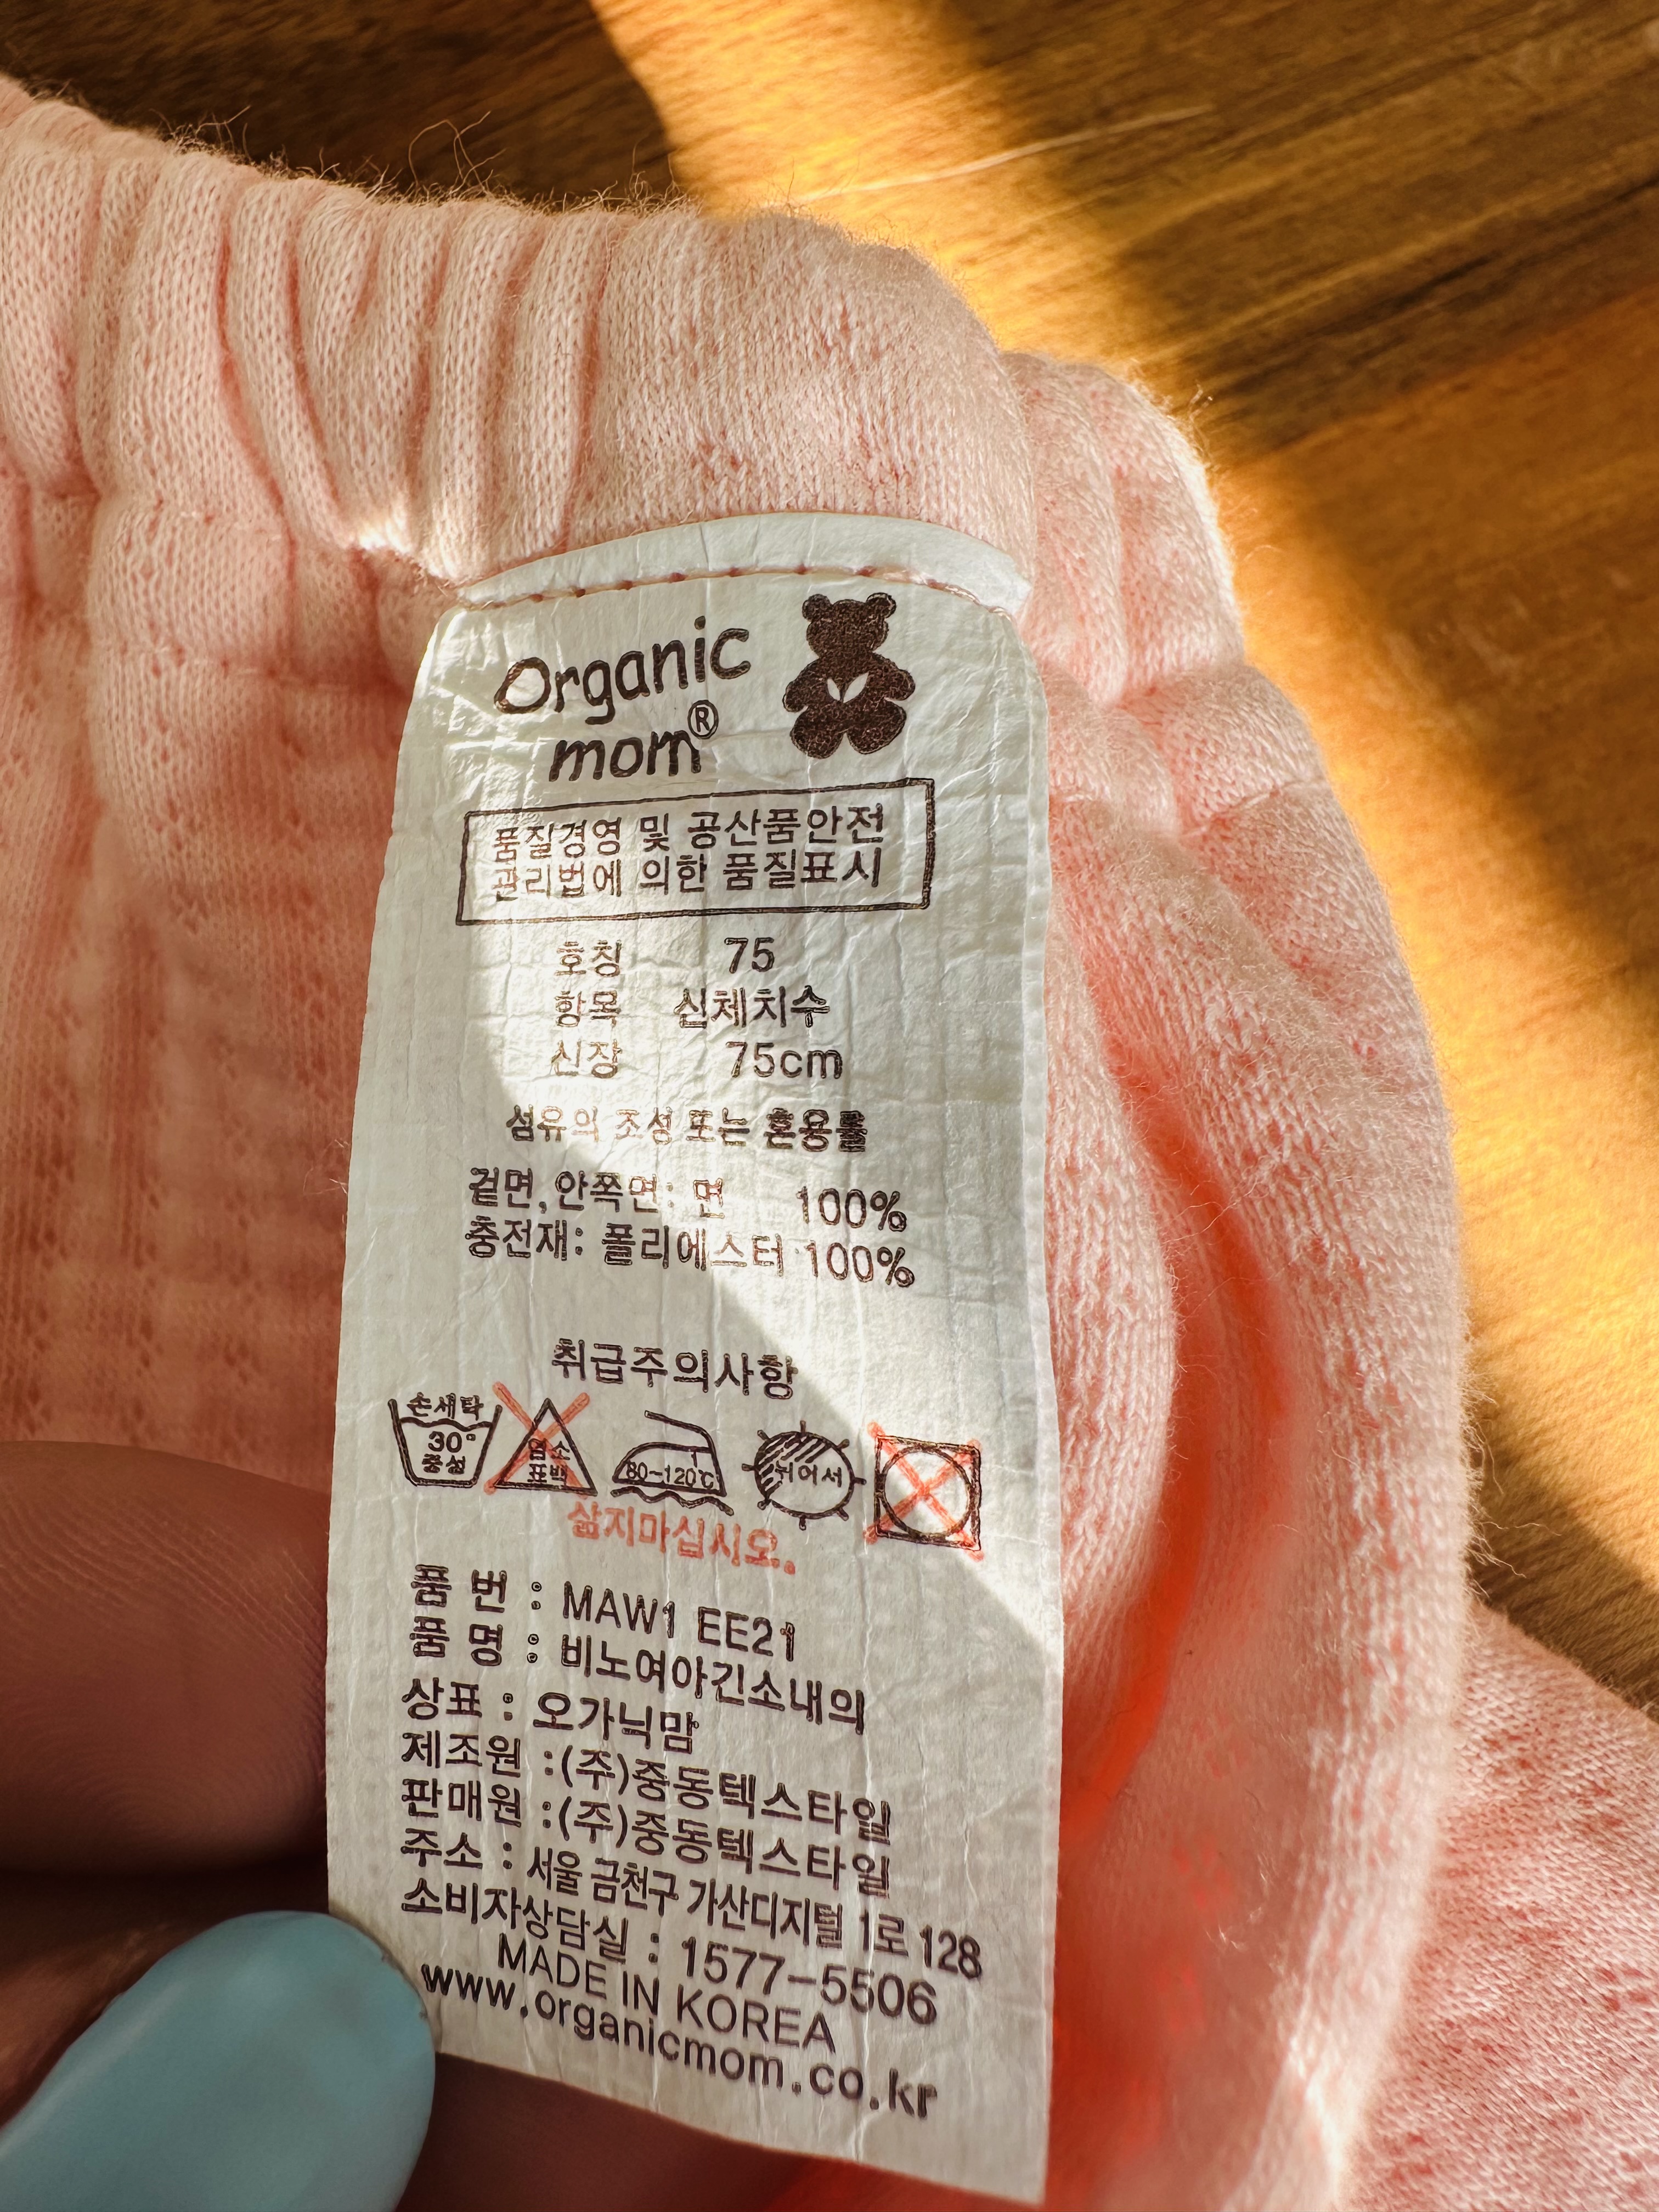 Organic
mom®
품질경영 및 공산품안전
관리법에 의한 품질표시
호칭 75
항목 신체치수
신장 75cm
섬유의 조성 또는 혼용률
겉면,안쪽면: 면 100%
충전재: 폴리에스터 100%
취급주의사항
손세탁
30°
중성
염소
표백
80~120℃
뉘어서
삶지마십시오.
품 번 : MAW1 EE21
품 명 : 비노여아긴소내의
상표 : 오가닉맘
제조원 :(주)중동텍스타일
판매원 :(주)중동텍스타일
주소 : 서울 금천구 가산디지털 1로 128
소비자상담실 : 1577-5506
MADE IN KOREA
www.organicmom.co.kr